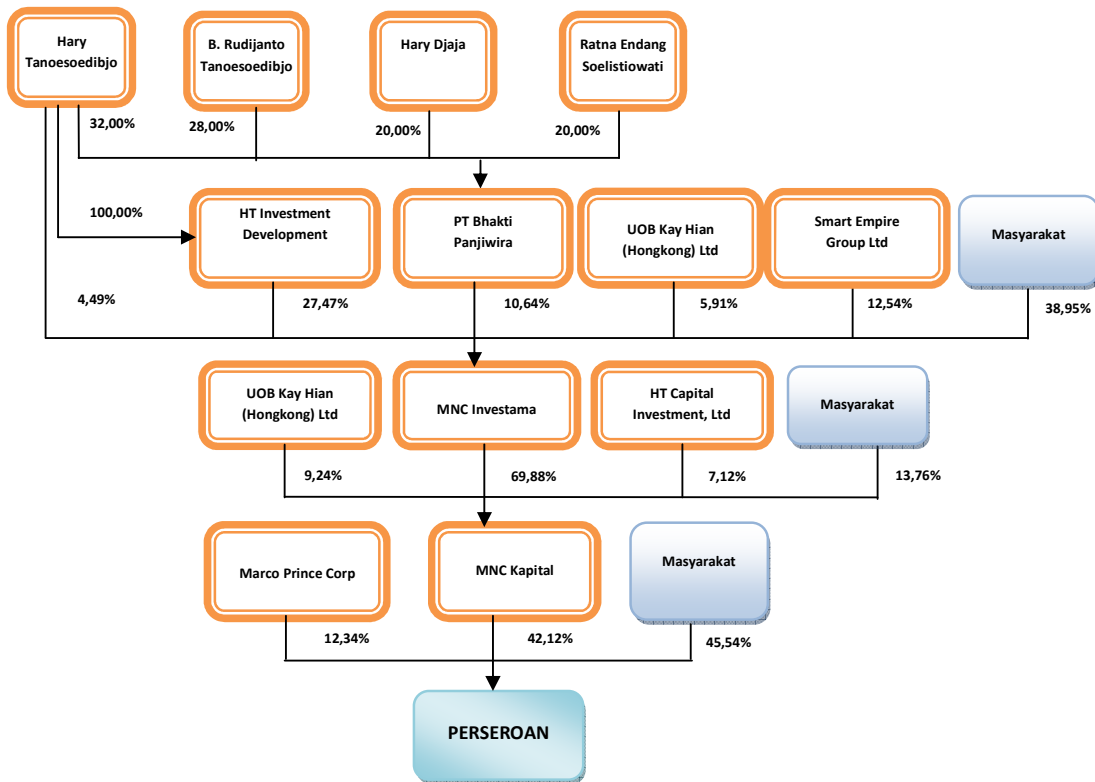 Hary
Tanoesoedibjo
B. Rudijanto
Tanoesoedibjo
Hary Djaja
Ratna Endang
Soelistiowati
32,00%
28,00%
20,00%
20,00%
100,00%
HT Investment
Development
PT Bhakti
Panjiwira
UOB Kay Hian
(Hongkong) Ltd
Smart Empire
Group Ltd
Masyarakat
4,49%
27,47%
10,64%
5,91%
12,54%
38,95%
UOB Kay Hian
(Hongkong) Ltd
MNC Investama
HT Capital
Investment, Ltd
Masyarakat
9,24%
69,88%
7,12%
13,76%
Marco Prince Corp
MNC Kapital
Masyarakat
12,34%
42,12%
45,54%
PERSEROAN